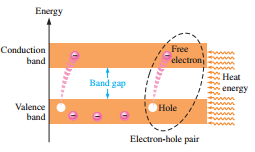 Energy
Conduction
band
Free
electron
Band gap
Heat
energy
Valence
band
Hole
Electron-hole pair